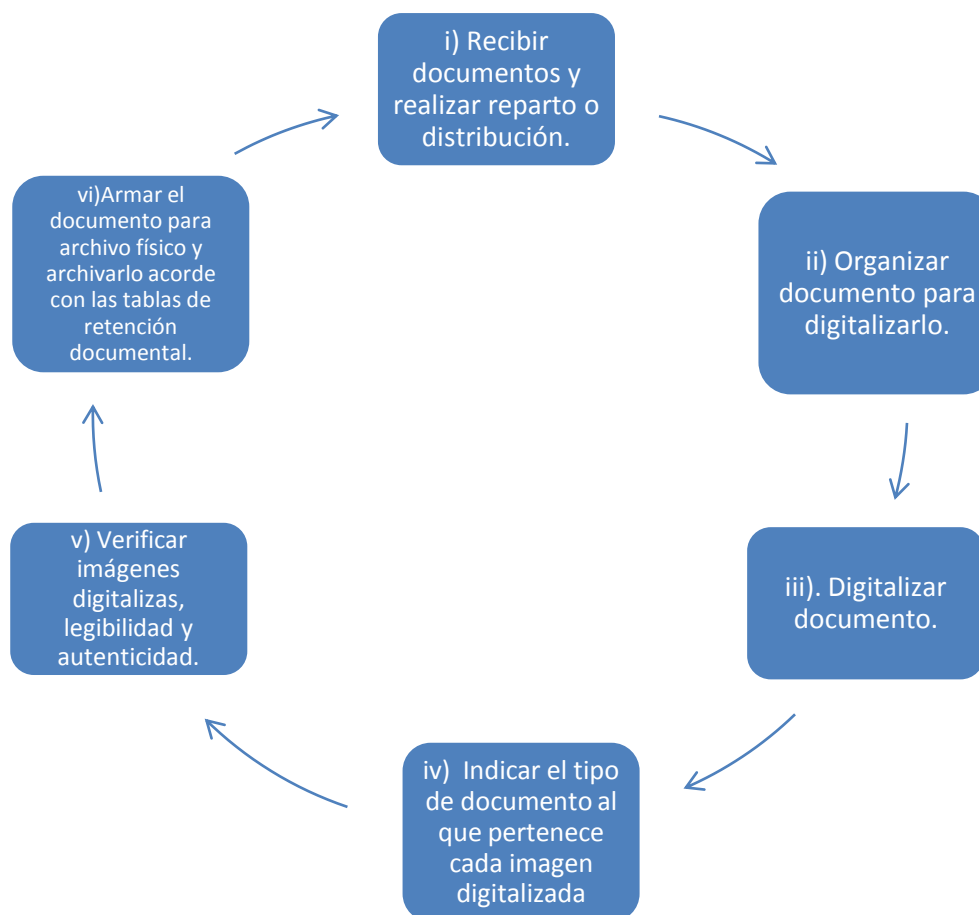 i) Recibir
documentos y
realizar reparto o
distribución.
ii) Organizar
documento para
digitalizarlo.
iii). Digitalizar
documento.
iv)  Indicar el tipo
de documento al
que pertenece
cada imagen
digitalizada
v) Verificar
imágenes
digitalizas,
legibilidad y
autenticidad.
vi)Armar el
documento para
archivo físico y
archivarlo acorde
con las tablas de
retención
documental.